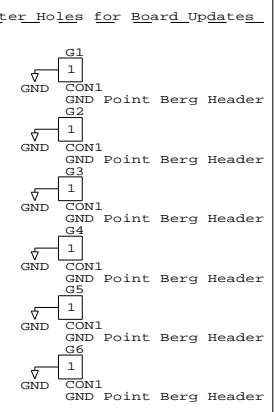 ter Holes for Board Updates
G1
1
GND CON1
GND Point Berg Header
G2
1
GND CON1
GND Point Berg Header
G3
1
GND CON1
GND Point Berg Header
G4
1
GND CON1
GND Point Berg Header
G5
1
GND CON1
GND Point Berg Header
G6
1
GND CON1
GND Point Berg Header